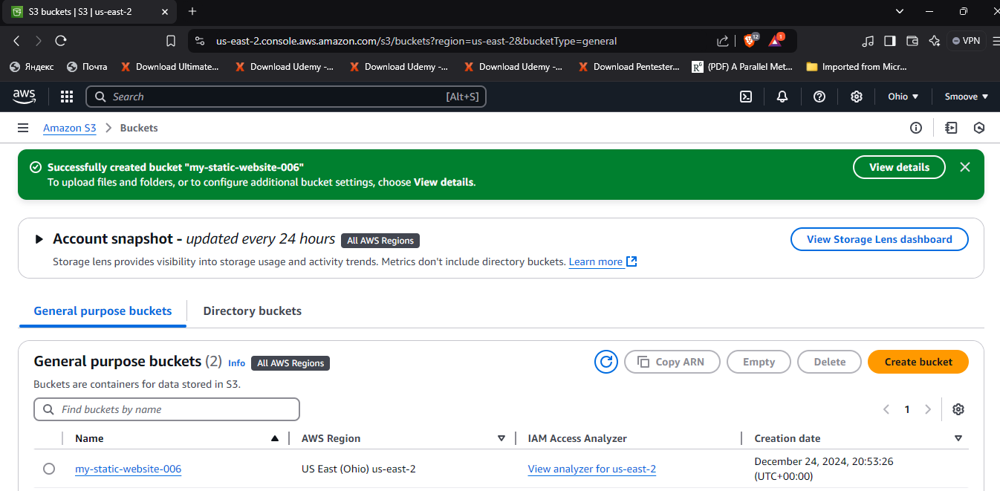 S3 buckets | S3 | us-east-2
us-east-2.console.aws.amazon.com/s3/buckets?region=us-east-2&bucketType=general
12
1
VPN
Яндекс
Почта
Download Ultimate...
Download Udemy -...
Download Udemy -...
Download Udemy -...
Download Pentester...
(PDF) A Parallel Met...
Imported from Micr...
aws
Search
[Alt+S]
Ohio
Smoove
Amazon S3
Buckets
Successfully created bucket "my-static-website-006"
View details
To upload files and folders, or to configure additional bucket settings, choose View details.
Account snapshot - updated every 24 hours All AWS Regions
View Storage Lens dashboard
Storage lens provides visibility into storage usage and activity trends. Metrics don't include directory buckets. Learn more
General purpose buckets
Directory buckets
General purpose buckets (2) Info All AWS Regions
Copy ARN
Empty
Delete
Create bucket
Buckets are containers for data stored in S3.
Find buckets by name
1
Name
AWS Region
IAM Access Analyzer
Creation date
my-static-website-006
US East (Ohio) us-east-2
View analyzer for us-east-2
December 24, 2024, 20:53:26
(UTC+00:00)